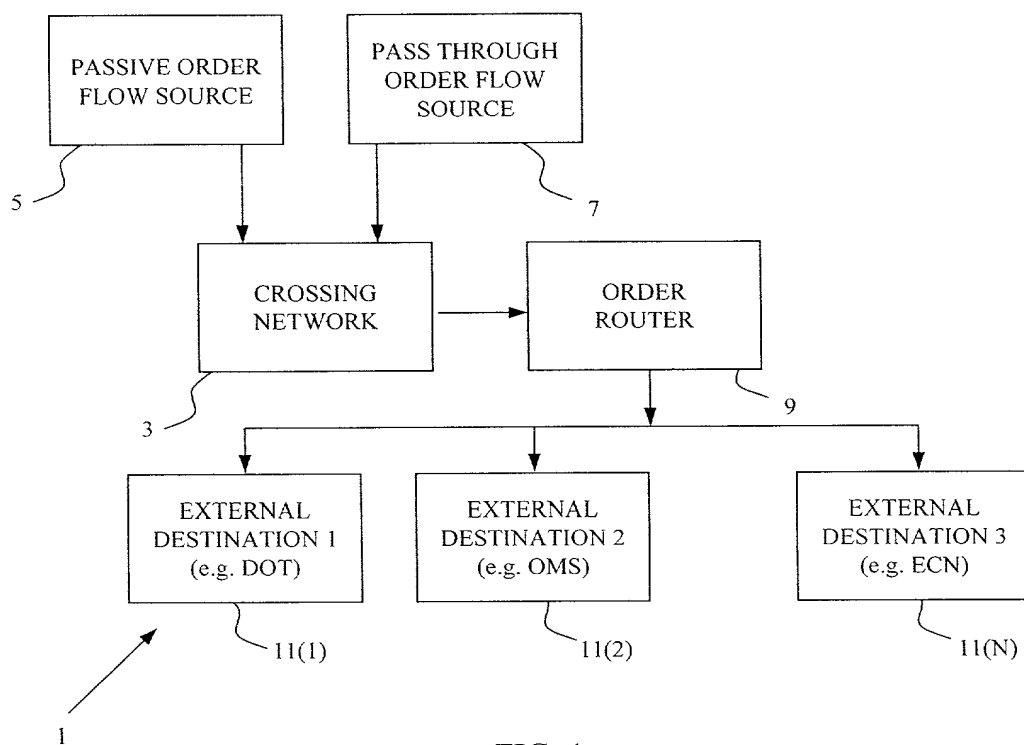 PASSIVE ORDER
FLOW SOURCE
PASS THROUGH
ORDER FLOW
SOURCE
5
7
CROSSING
NETWORK
ORDER
ROUTER
3
9
EXTERNAL
DESTINATION 1
(e.g. DOT)
EXTERNAL
DESTINATION 2
(e.g. OMS)
EXTERNAL
DESTINATION 3
(e.g. ECN)
11(1)
11(2)
11(N)
1